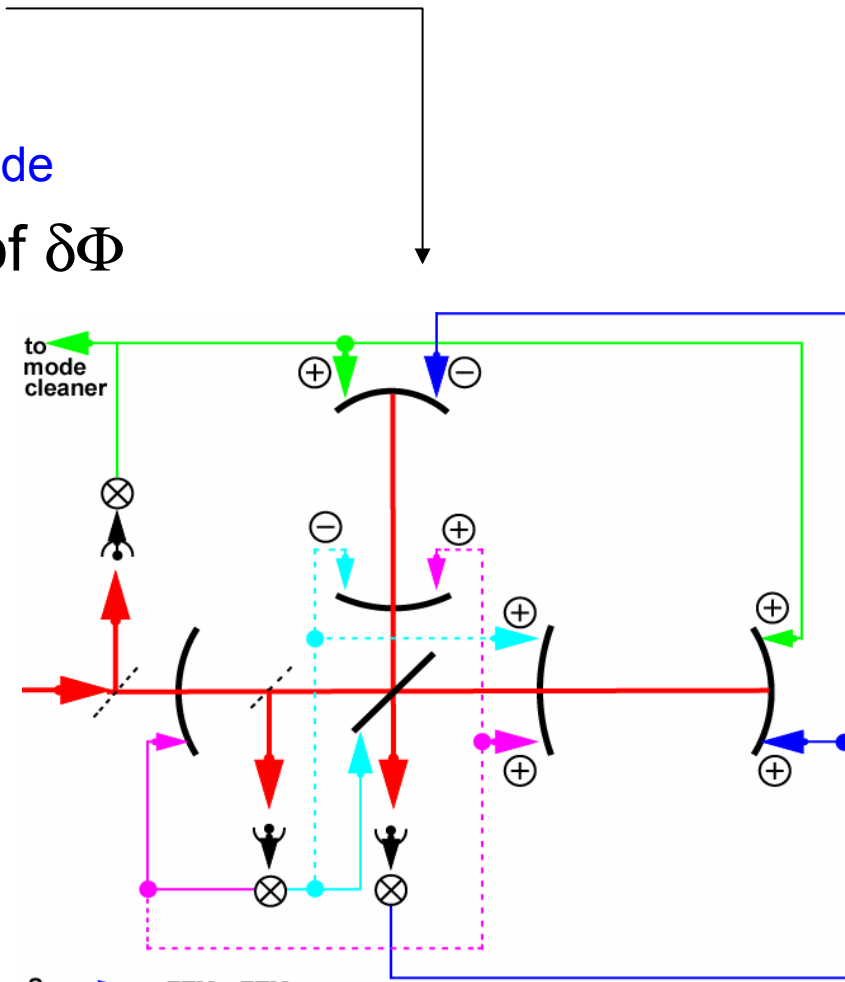 de
of δΦ
to
mode
cleaner
+
−
−
+
+
+
+
+